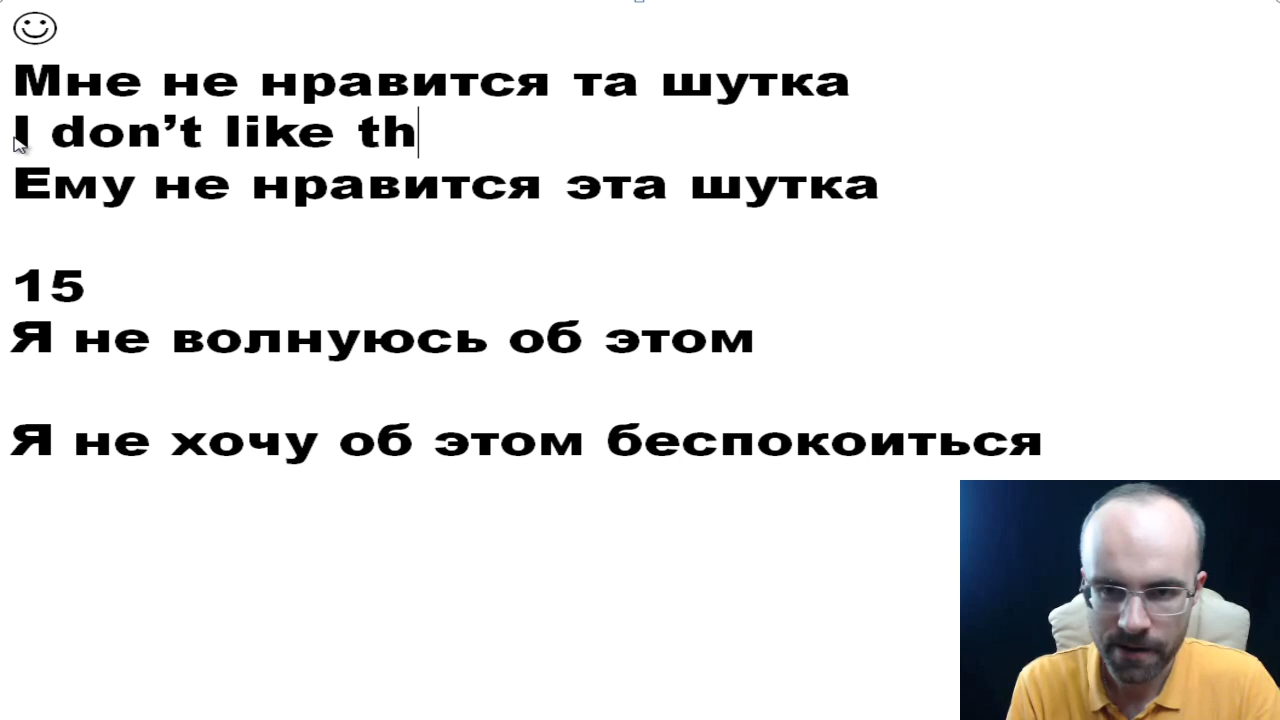 Мне не нравится та шутка
I don’t like th
Ему не нравится эта шутка
15
Я не волнуюсь об этом
Я не хочу об этом беспокоиться